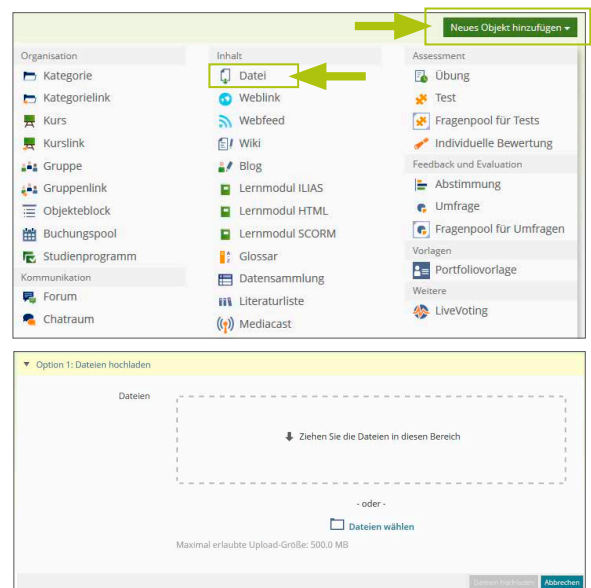 Neues Objekt hinzufügen
Organisation
Kategorie
Kategorielink
Kurs
Kurslink
Gruppe
Gruppenlink
Objekteblock
Buchungspool
Studienprogramm
Kommunikation
Forum
Chatraum
Inhalt
Datei
Weblink
Webfeed
Wiki
Blog
Lernmodul ILIAS
Lernmodul HTML
Lernmodul SCORM
Glossar
Datensammlung
Literaturliste
Mediacast
Assessment
Übung
Test
Fragenpool für Tests
Individuelle Bewertung
Feedback und Evaluation
Abstimmung
Umfrage
Fragenpool für Umfragen
Vorlagen
Portfoliovorlage
Weitere
LiveVoting
Option 1: Dateien hochladen
Dateien
Ziehen Sie die Dateien in diesen Bereich
- oder -
Dateien wählen
Maximal erlaubte Upload-Größe: 500.0 MB
Dateien hochladen
Abbrechen